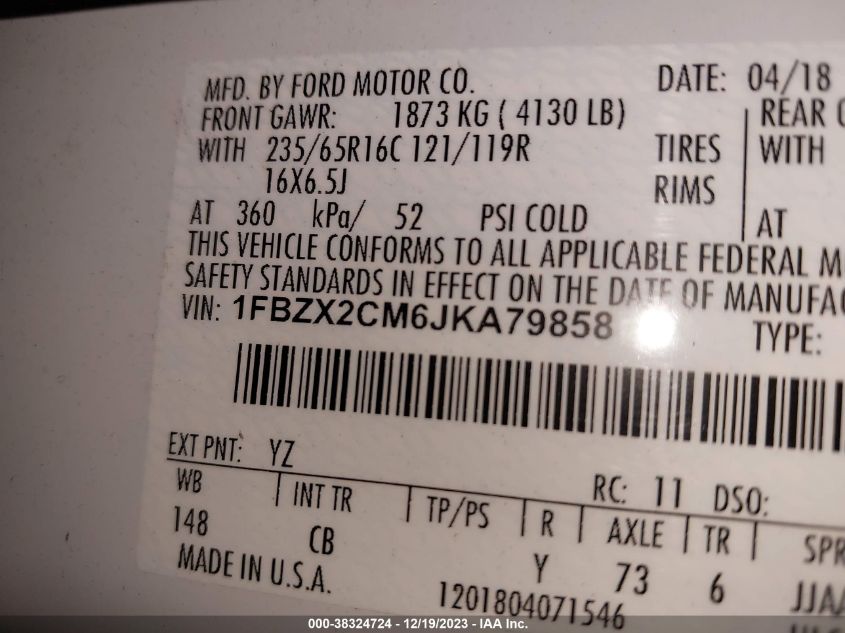 MFD. BY FORD MOTOR CO. DATE: 04/18
FRONT GAWR: 1873 KG ( 4130 LB) REAR
WITH 235/65R16C 121/119R TIRES WITH
16X6.5J RIMS
AT 360 kPa/ 52 PSI COLD AT
THIS VEHICLE CONFORMS TO ALL APPLICABLE FEDERAL M
SAFETY STANDARDS IN EFFECT ON THE DATE OF MANUFA
VIN: 1FBZX2CM6JKA79858 TYPE:
EXT PNT: YZ RC: 11 DSO:
WB INT TR TP/PS R AXLE TR SPR
148 CB Y 73 6 JJAA
MADE IN U.S.A. 1201804071546
000-38324724 - 12/19/2023 - IAA Inc.